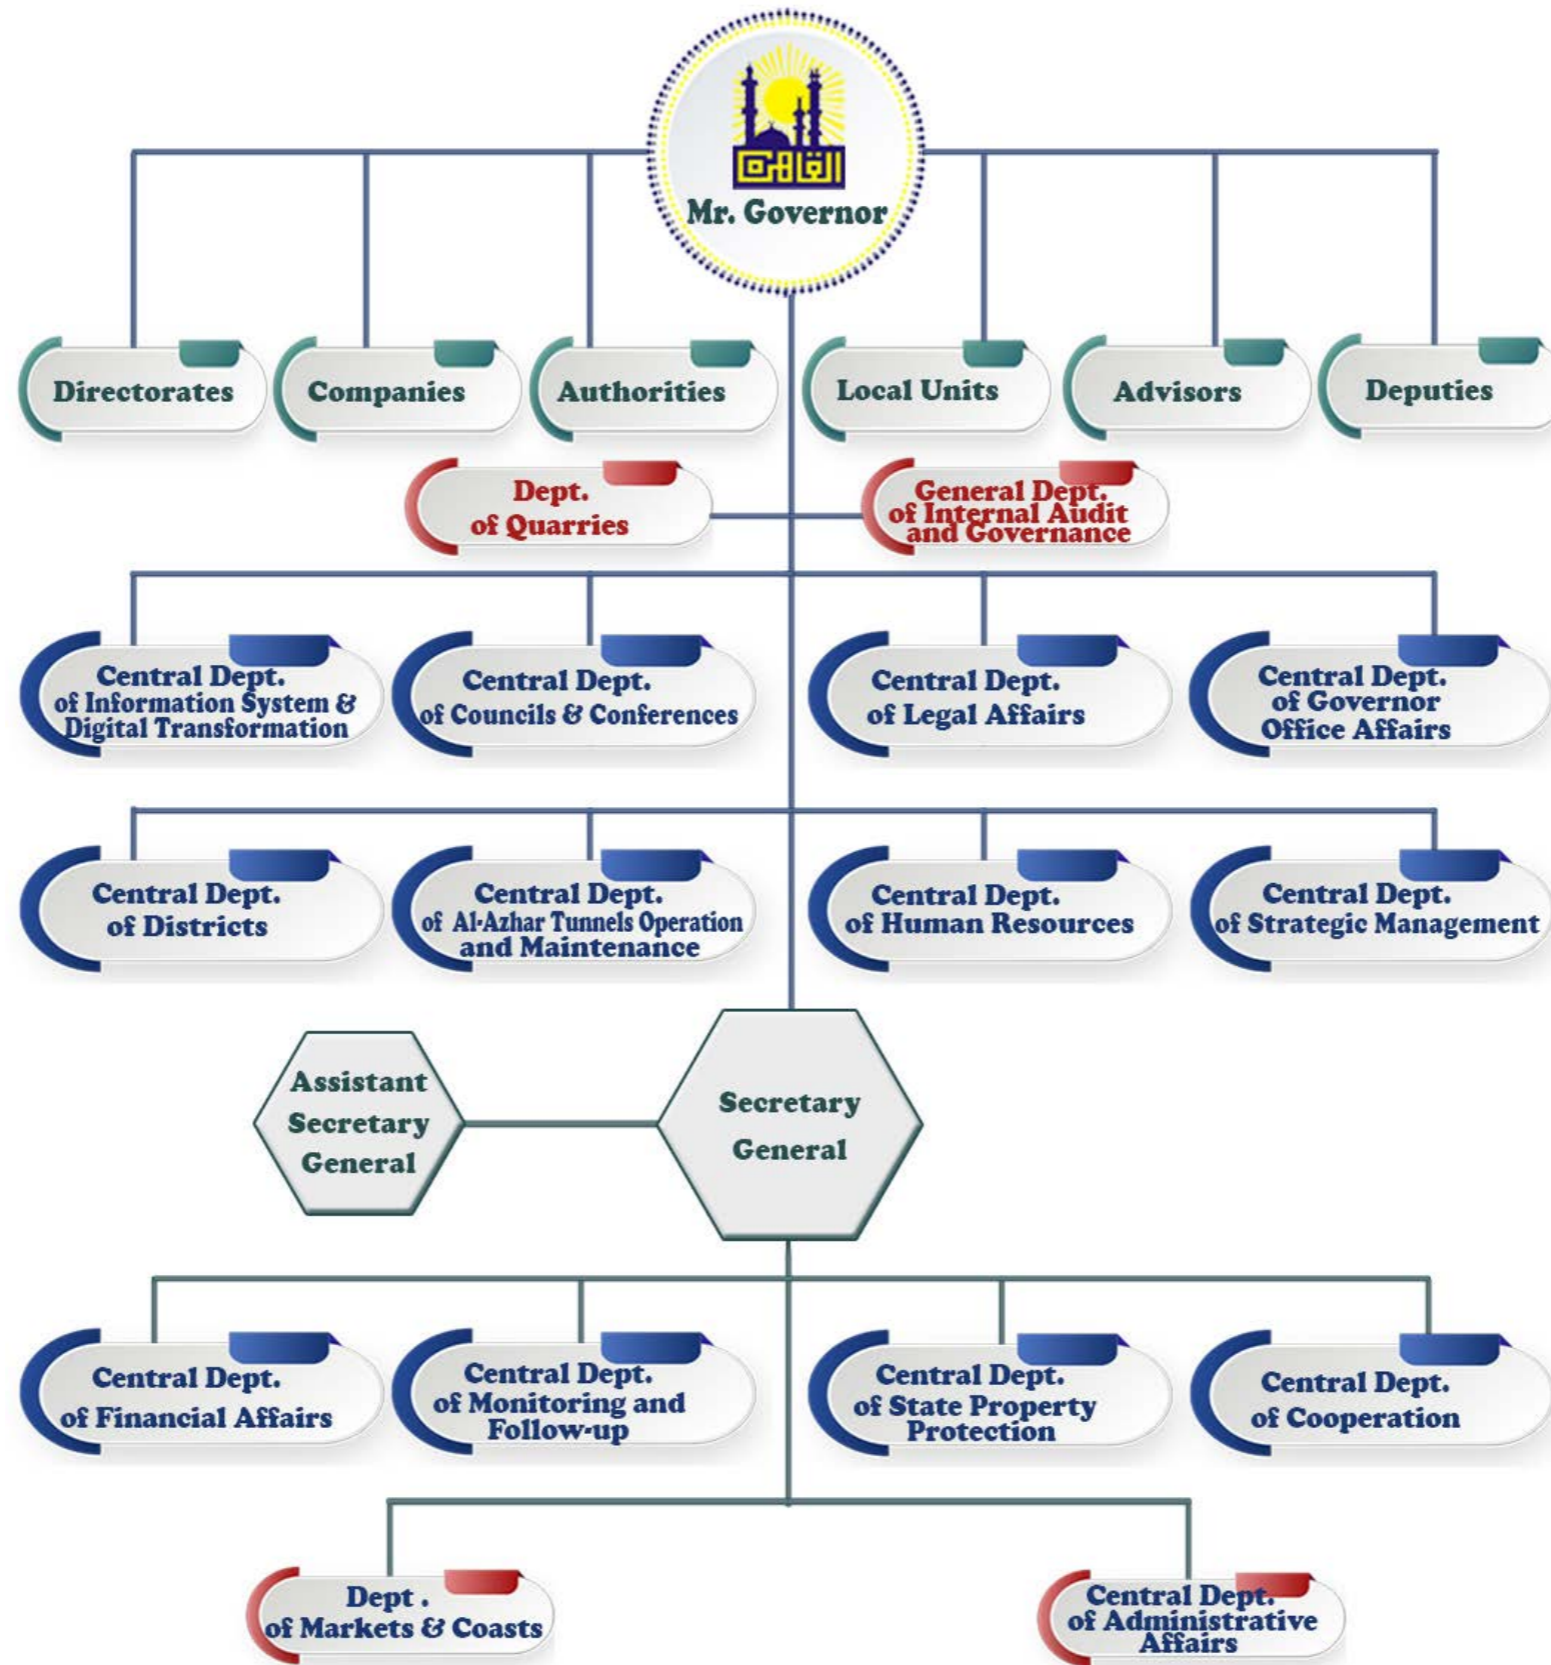 القاهرة
Mr. Governor
Directorates
Companies
Authorities
Local Units
Advisors
Deputies
Dept.
of Quarries
General Dept.
of Internal Audit
and Governance
Central Dept.
of Information System &
Digital Transformation
Central Dept.
of Councils & Conferences
Central Dept.
of Legal Affairs
Central Dept.
of Governor
Office Affairs
Central Dept.
of Districts
Central Dept.
of Al-Azhar Tunnels Operation
and Maintenance
Central Dept.
of Human Resources
Central Dept.
of Strategic Management
Assistant
Secretary
General
Secretary
General
Central Dept.
of Financial Affairs
Central Dept.
of Monitoring and
Follow-up
Central Dept.
of State Property
Protection
Central Dept.
of Cooperation
Dept .
of Markets & Coasts
Central Dept.
of Administrative
Affairs